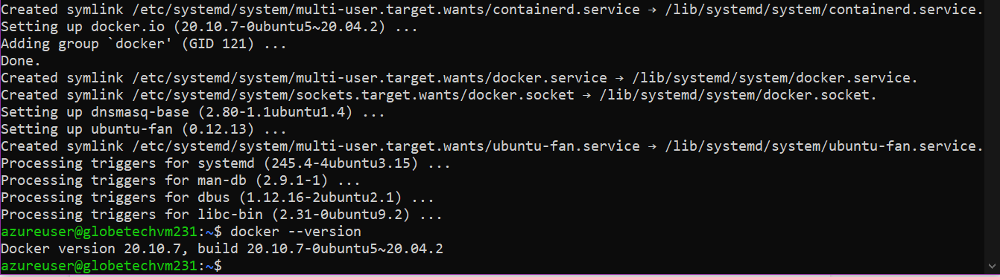 Created symlink /etc/systemd/system/multi-user.target.wants/containerd.service → /lib/systemd/system/containerd.service.
Setting up docker.io (20.10.7-0ubuntu5~20.04.2) ...
Adding group `docker' (GID 121) ...
Done.
Created symlink /etc/systemd/system/multi-user.target.wants/docker.service → /lib/systemd/system/docker.service.
Created symlink /etc/systemd/system/sockets.target.wants/docker.socket → /lib/systemd/system/docker.socket.
Setting up dnsmasq-base (2.80-1.1ubuntu1.4) ...
Setting up ubuntu-fan (0.12.13) ...
Created symlink /etc/systemd/system/multi-user.target.wants/ubuntu-fan.service → /lib/systemd/system/ubuntu-fan.service.
Processing triggers for systemd (245.4-4ubuntu3.15) ...
Processing triggers for man-db (2.9.1-1) ...
Processing triggers for dbus (1.12.16-2ubuntu2.1) ...
Processing triggers for libc-bin (2.31-0ubuntu9.2) ...
azureuser@globetechvm231:~$ docker --version
Docker version 20.10.7, build 20.10.7-0ubuntu5~20.04.2
azureuser@globetechvm231:~$